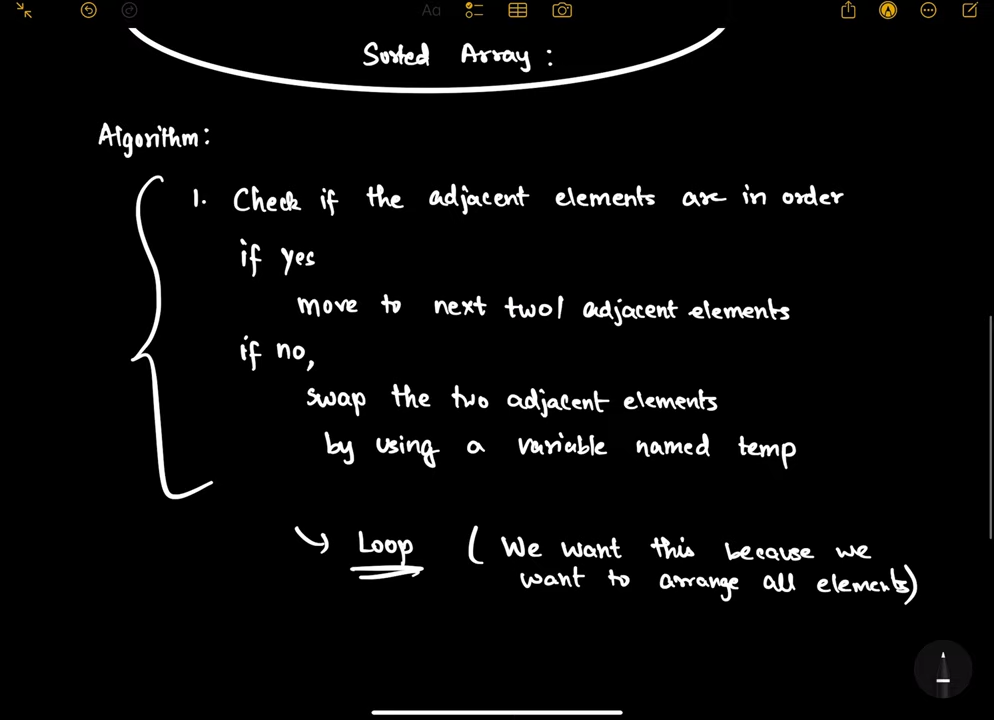 Aa
Sorted Array:
Algorithm:
1. Check if the adjacent elements are in order
if yes
move to next two adjacent elements
if no,
swap the two adjacent elements
by using a variable named temp
Loop (We want this because we
want to arrange all elements)